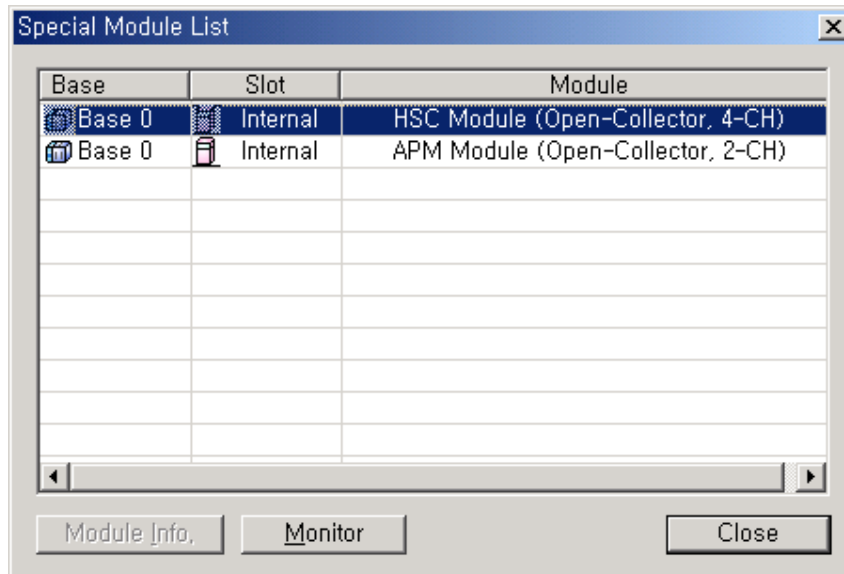 Special Module List
Base Slot Module
Base 0 Internal HSC Module (Open-Collector, 4-CH)
Base 0 Internal APM Module (Open-Collector, 2-CH)
Module Info, Monitor Close